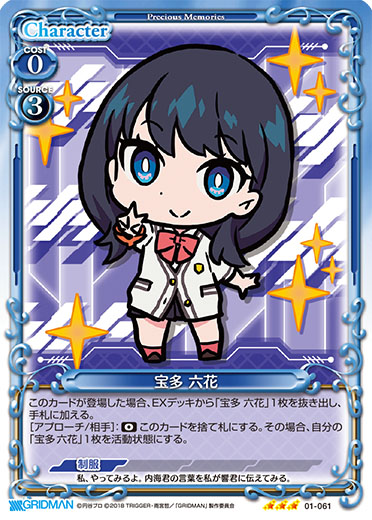 Precious Memories
Character
COST
0
SOURCE
3
宝多 六花
このカードが登場した場合、EXデッキから「宝多 六花」1枚を抜き出し、
手札に加える。
[アプローチ/相手]:0このカードを捨て札にする。その場合、自分の
「宝多 六花」1枚を活動状態にする。
制服
私、やってみるよ。内海君の言葉を私が響君に伝えてみる。
GRIDMAN ©円谷プロ ©2018 TRIGGER・雨宮哲/「GRIDMAN」製作委員会 ★★★ 01-061